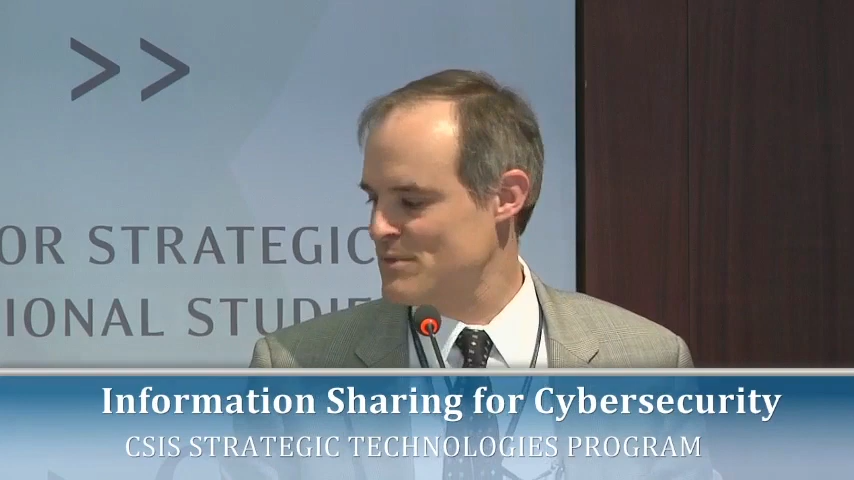 >>
OR STRATEGIC
IONAL STUDIE
Information Sharing for Cybersecurity
CSIS STRATEGIC TECHNOLOGIES PROGRAM